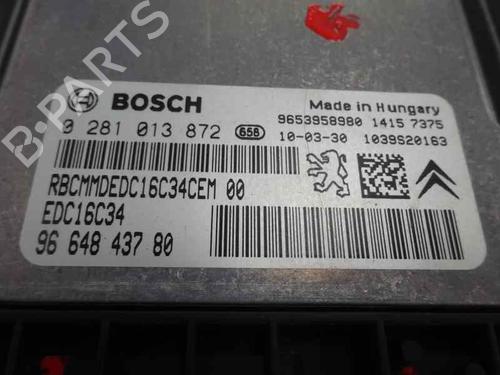 B-PARTS
BOSCH
Made in Hungary
9653958980 1415 7375
0 281 013 872 658
10-03-30 1039S20163
RBCMMDEDC16C34CEM 00
EDC16C34
96 648 437 80